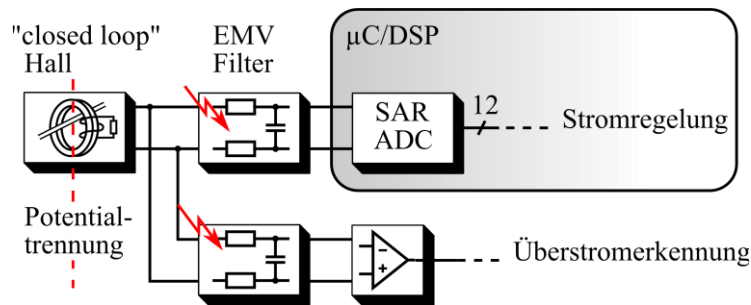 "closed loop"
Hall
EMV
Filter
µC/DSP
SAR
ADC
12
Stromregelung
Potential-
trennung
Überstromerkennung